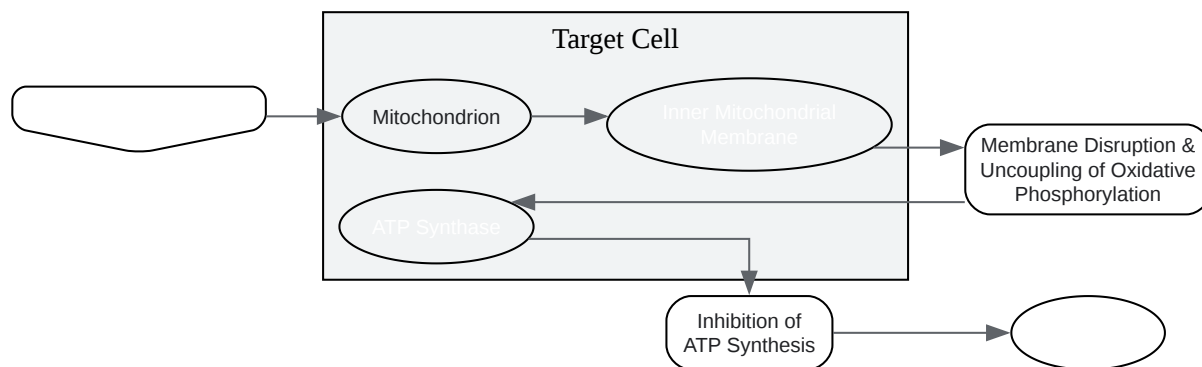 Target Cell
Mitochondrion
Inner Mitochondrial
Membrane
Membrane Disruption &
Uncoupling of Oxidative
Phosphorylation
ATP Synthase
Inhibition of
ATP Synthesis